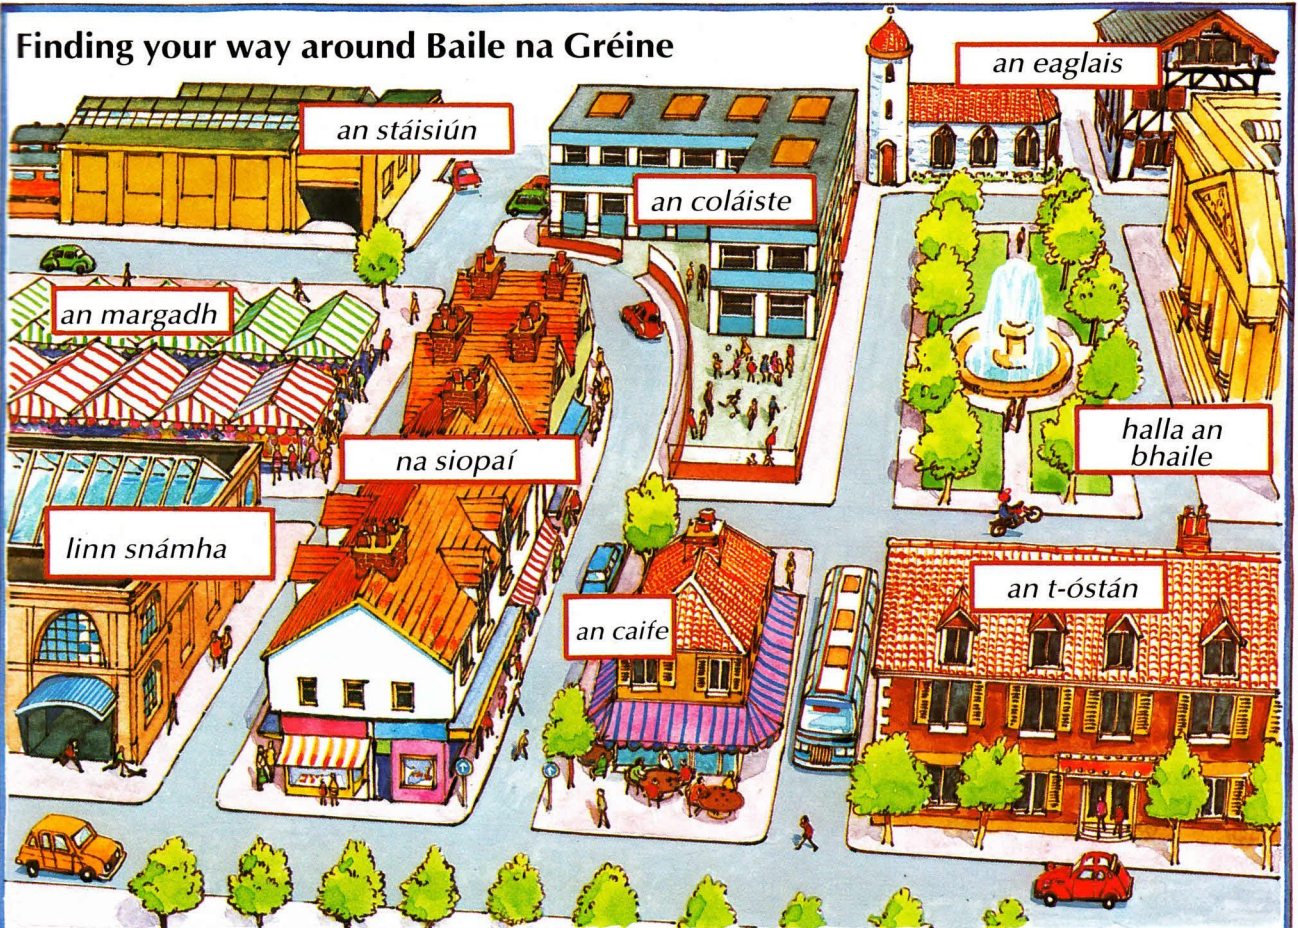 Finding your way around Baile na Gréine
an eaglais
an stáisiún
an coláiste
an margadh
halla an
bhaile
na siopaí
linn snámha
an t-óstán
an caife